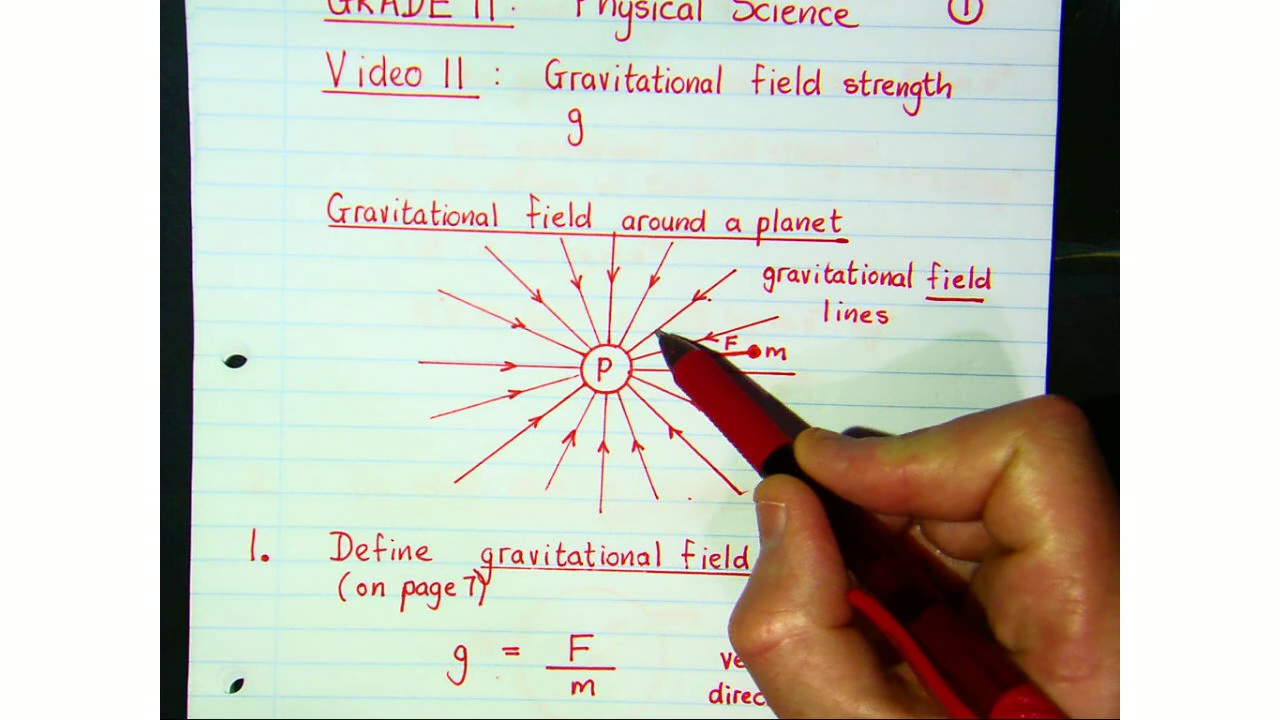 GRADE 11: Physical Science 1
Video 11 : Gravitational field strength
g
Gravitational field around a planet
gravitational field
lines
F
m
P
1. Define gravitational field
(on page 7)
g = F
m